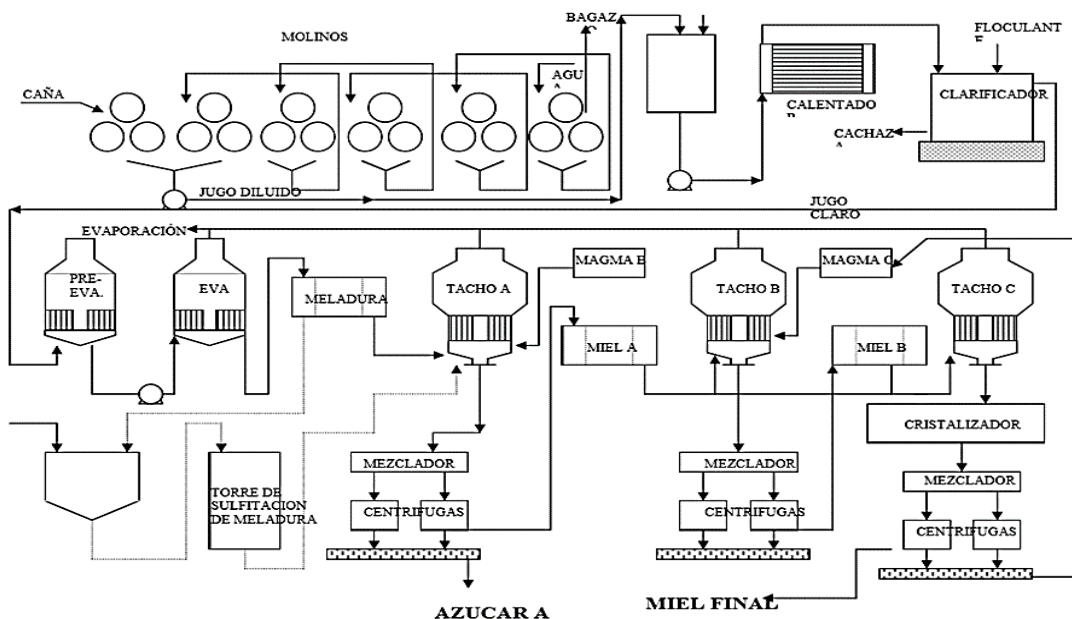 MOLINOS
BAGAZ
FLOCULANT
CAÑA
AGU
CALENTADO
CLARIFICADOR
CACHAZ
JUGO DILUIDO
JUGO
CLARO
EVAPORACIÓN
PRE-
EVA.
EVA
MELADURA
TACHO A
MAGMA B
TACHO B
MAGMA C
TACHO C
MIEL A
MIEL B
CRISTALIZADOR
MEZCLADOR
MEZCLADOR
MEZCLADOR
TORRE DE
SULFITACION
DE MELADURA
CENTRIFUGAS
CENTRIFUGAS
CENTRIFUGAS
AZUCAR A
MIEL FINAL